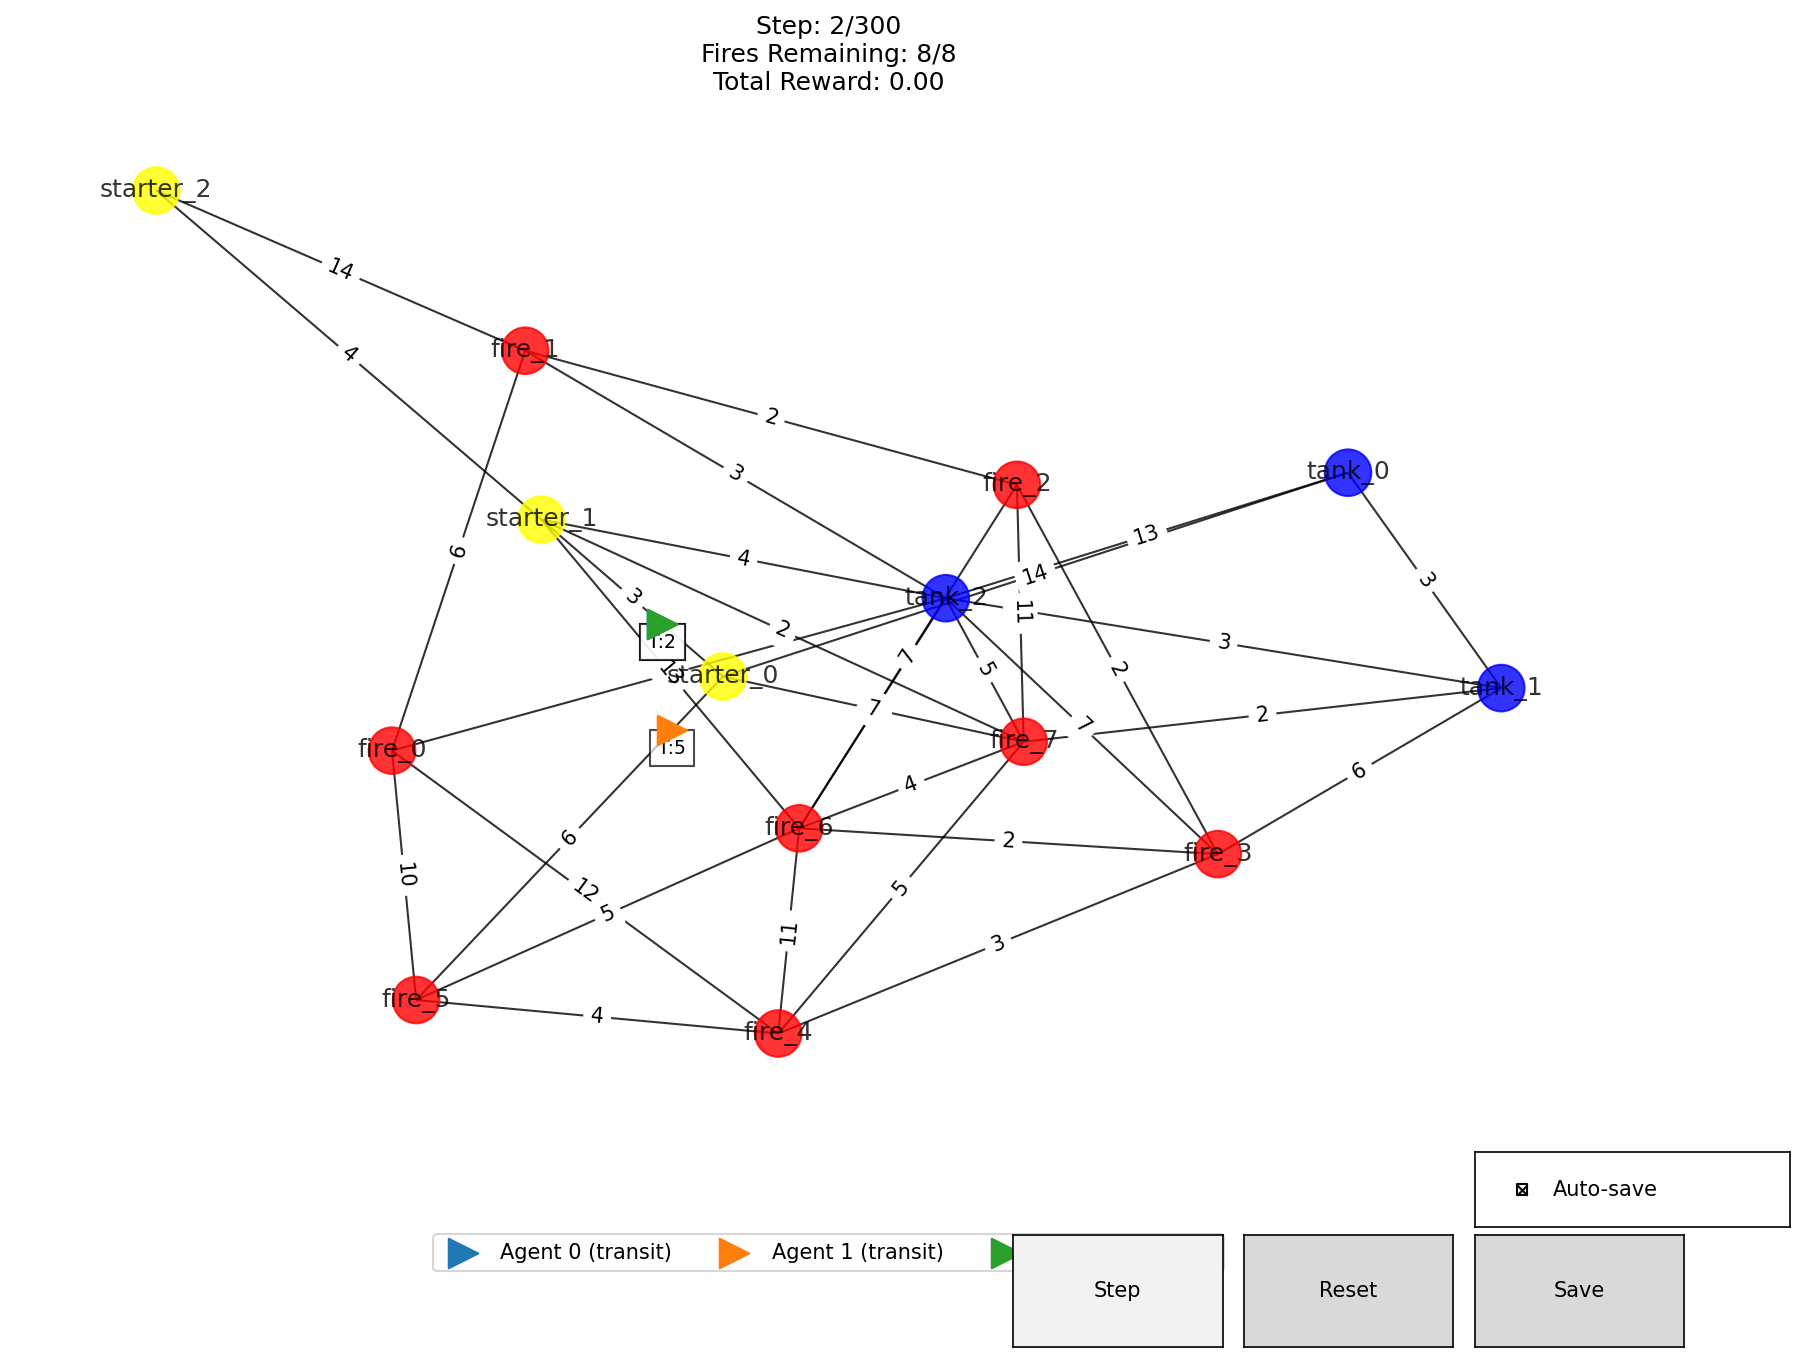 Step: 2/300
Fires Remaining: 8/8
Total Reward: 0.00
starter_2
14
4
fire_1
2
3
6
fire_2
tank_0
starter_1
4
13
14
3
3
tank_2
11
2
3
7
5
2
starter_0
tank_1
T:2
7
2
7
T:5
fire_0
fire_7
6
4
fire_6
2
fire_3
6
10
12
5
5
11
3
fire_5
4
fire_4
Auto-save
Agent 0 (transit)
Agent 1 (transit)
Step
Reset
Save